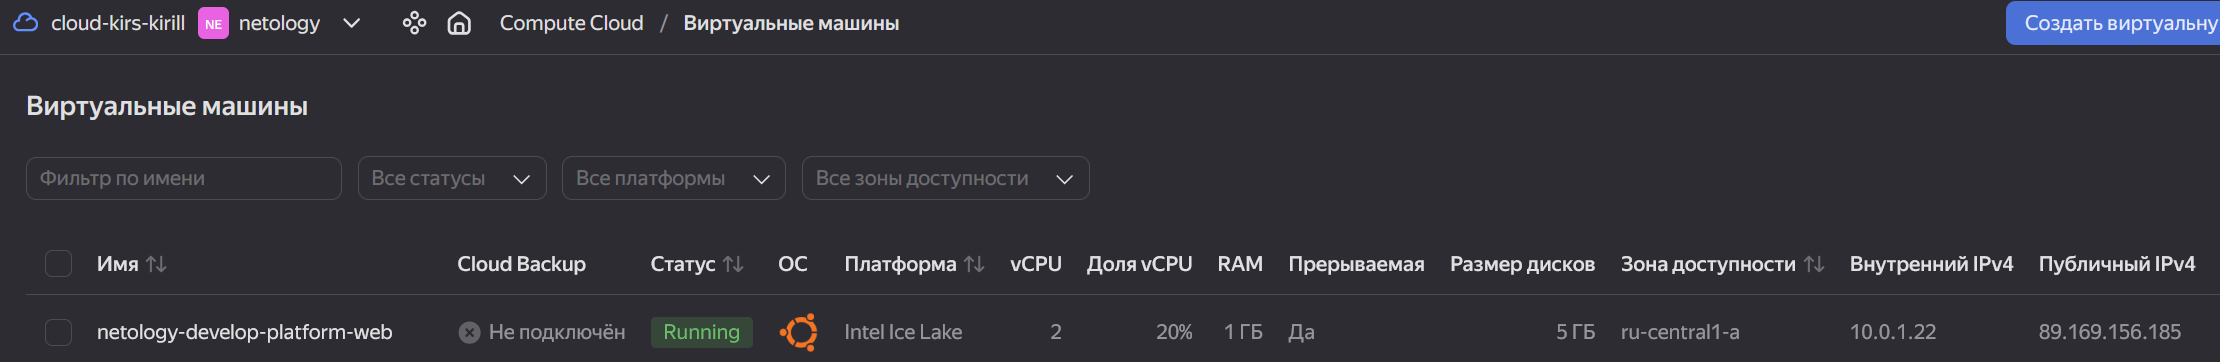 cloud-kirs-kirill NE netology Compute Cloud / Виртуальные машины Создать виртуальну
Виртуальные машины
Фильтр по имени Все статусы Все платформы Все зоны доступности
Имя Cloud Backup Статус ОС Платформа vCPU Доля vCPU RAM Прерываемая Размер дисков Зона доступности Внутренний IPv4 Публичный IPv4
netology-develop-platform-web Не подключён Running Intel Ice Lake 2 20% 1 ГБ Да 5 ГБ ru-central1-a 10.0.1.22 89.169.156.185